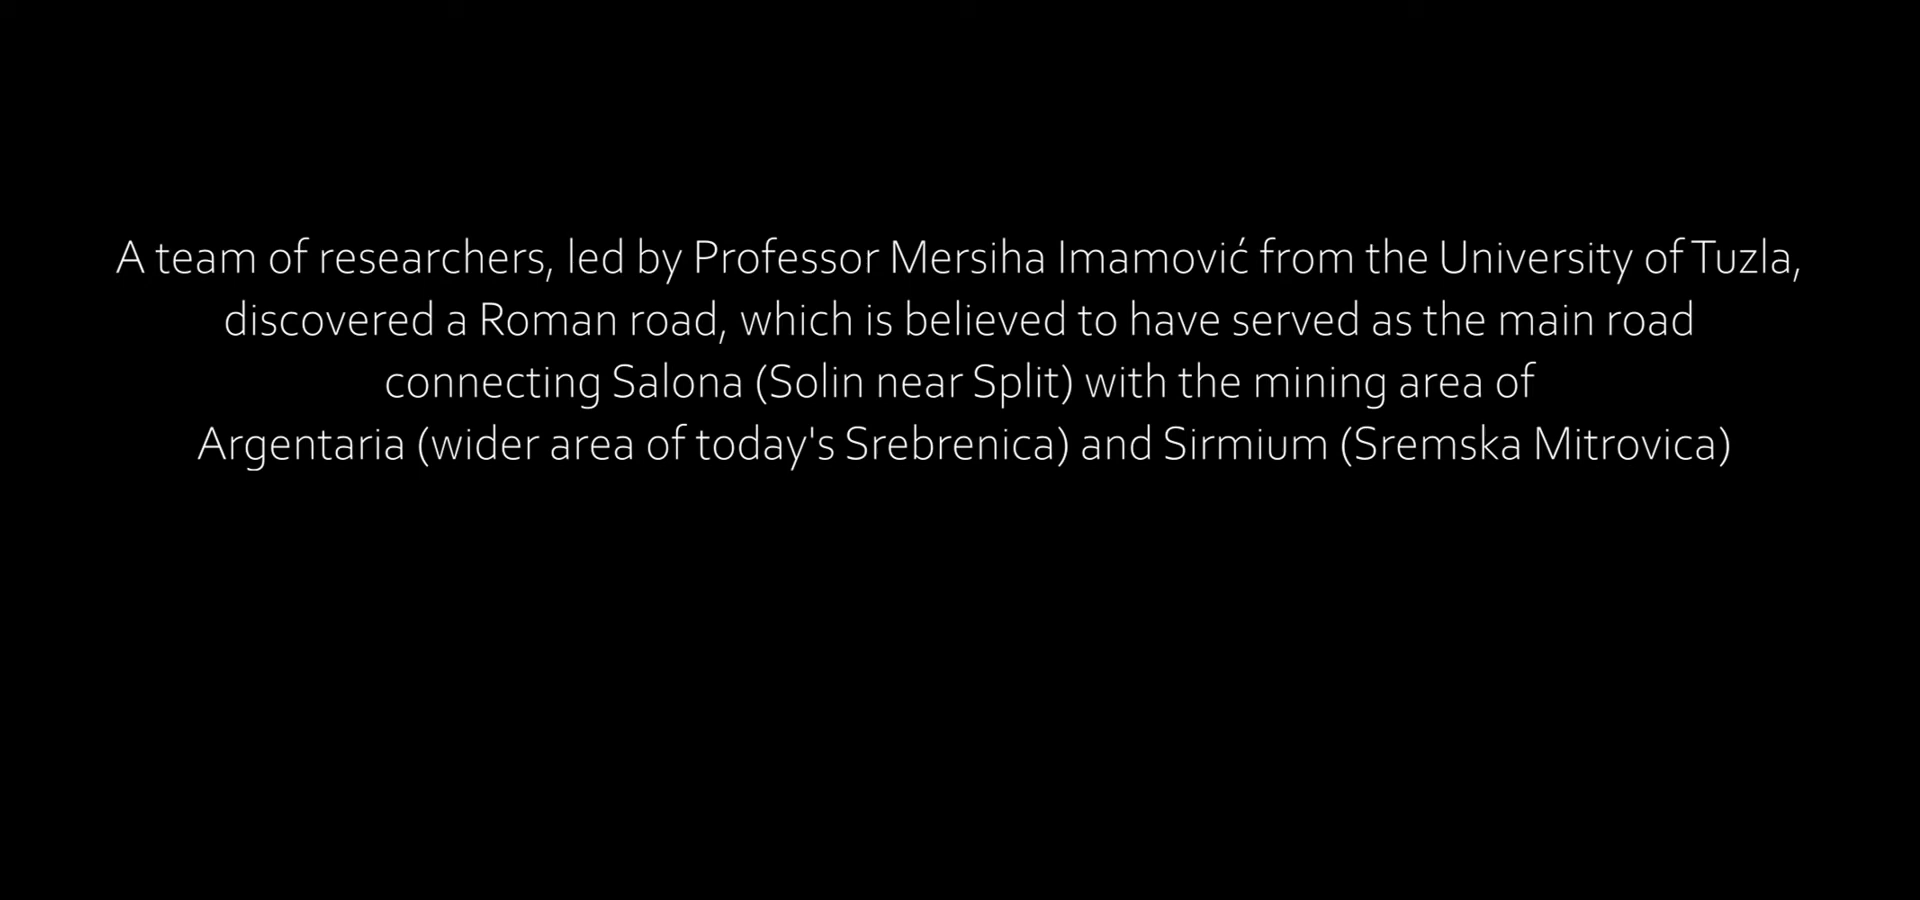 A team of researchers, led by Professor Mersiha Imamović from the University of Tuzla,
discovered a Roman road, which is believed to have served as the main road
connecting Salona (Solin near Split) with the mining area of
Argentaria (wider area of today's Srebrenica) and Sirmium (Sremska Mitrovica)